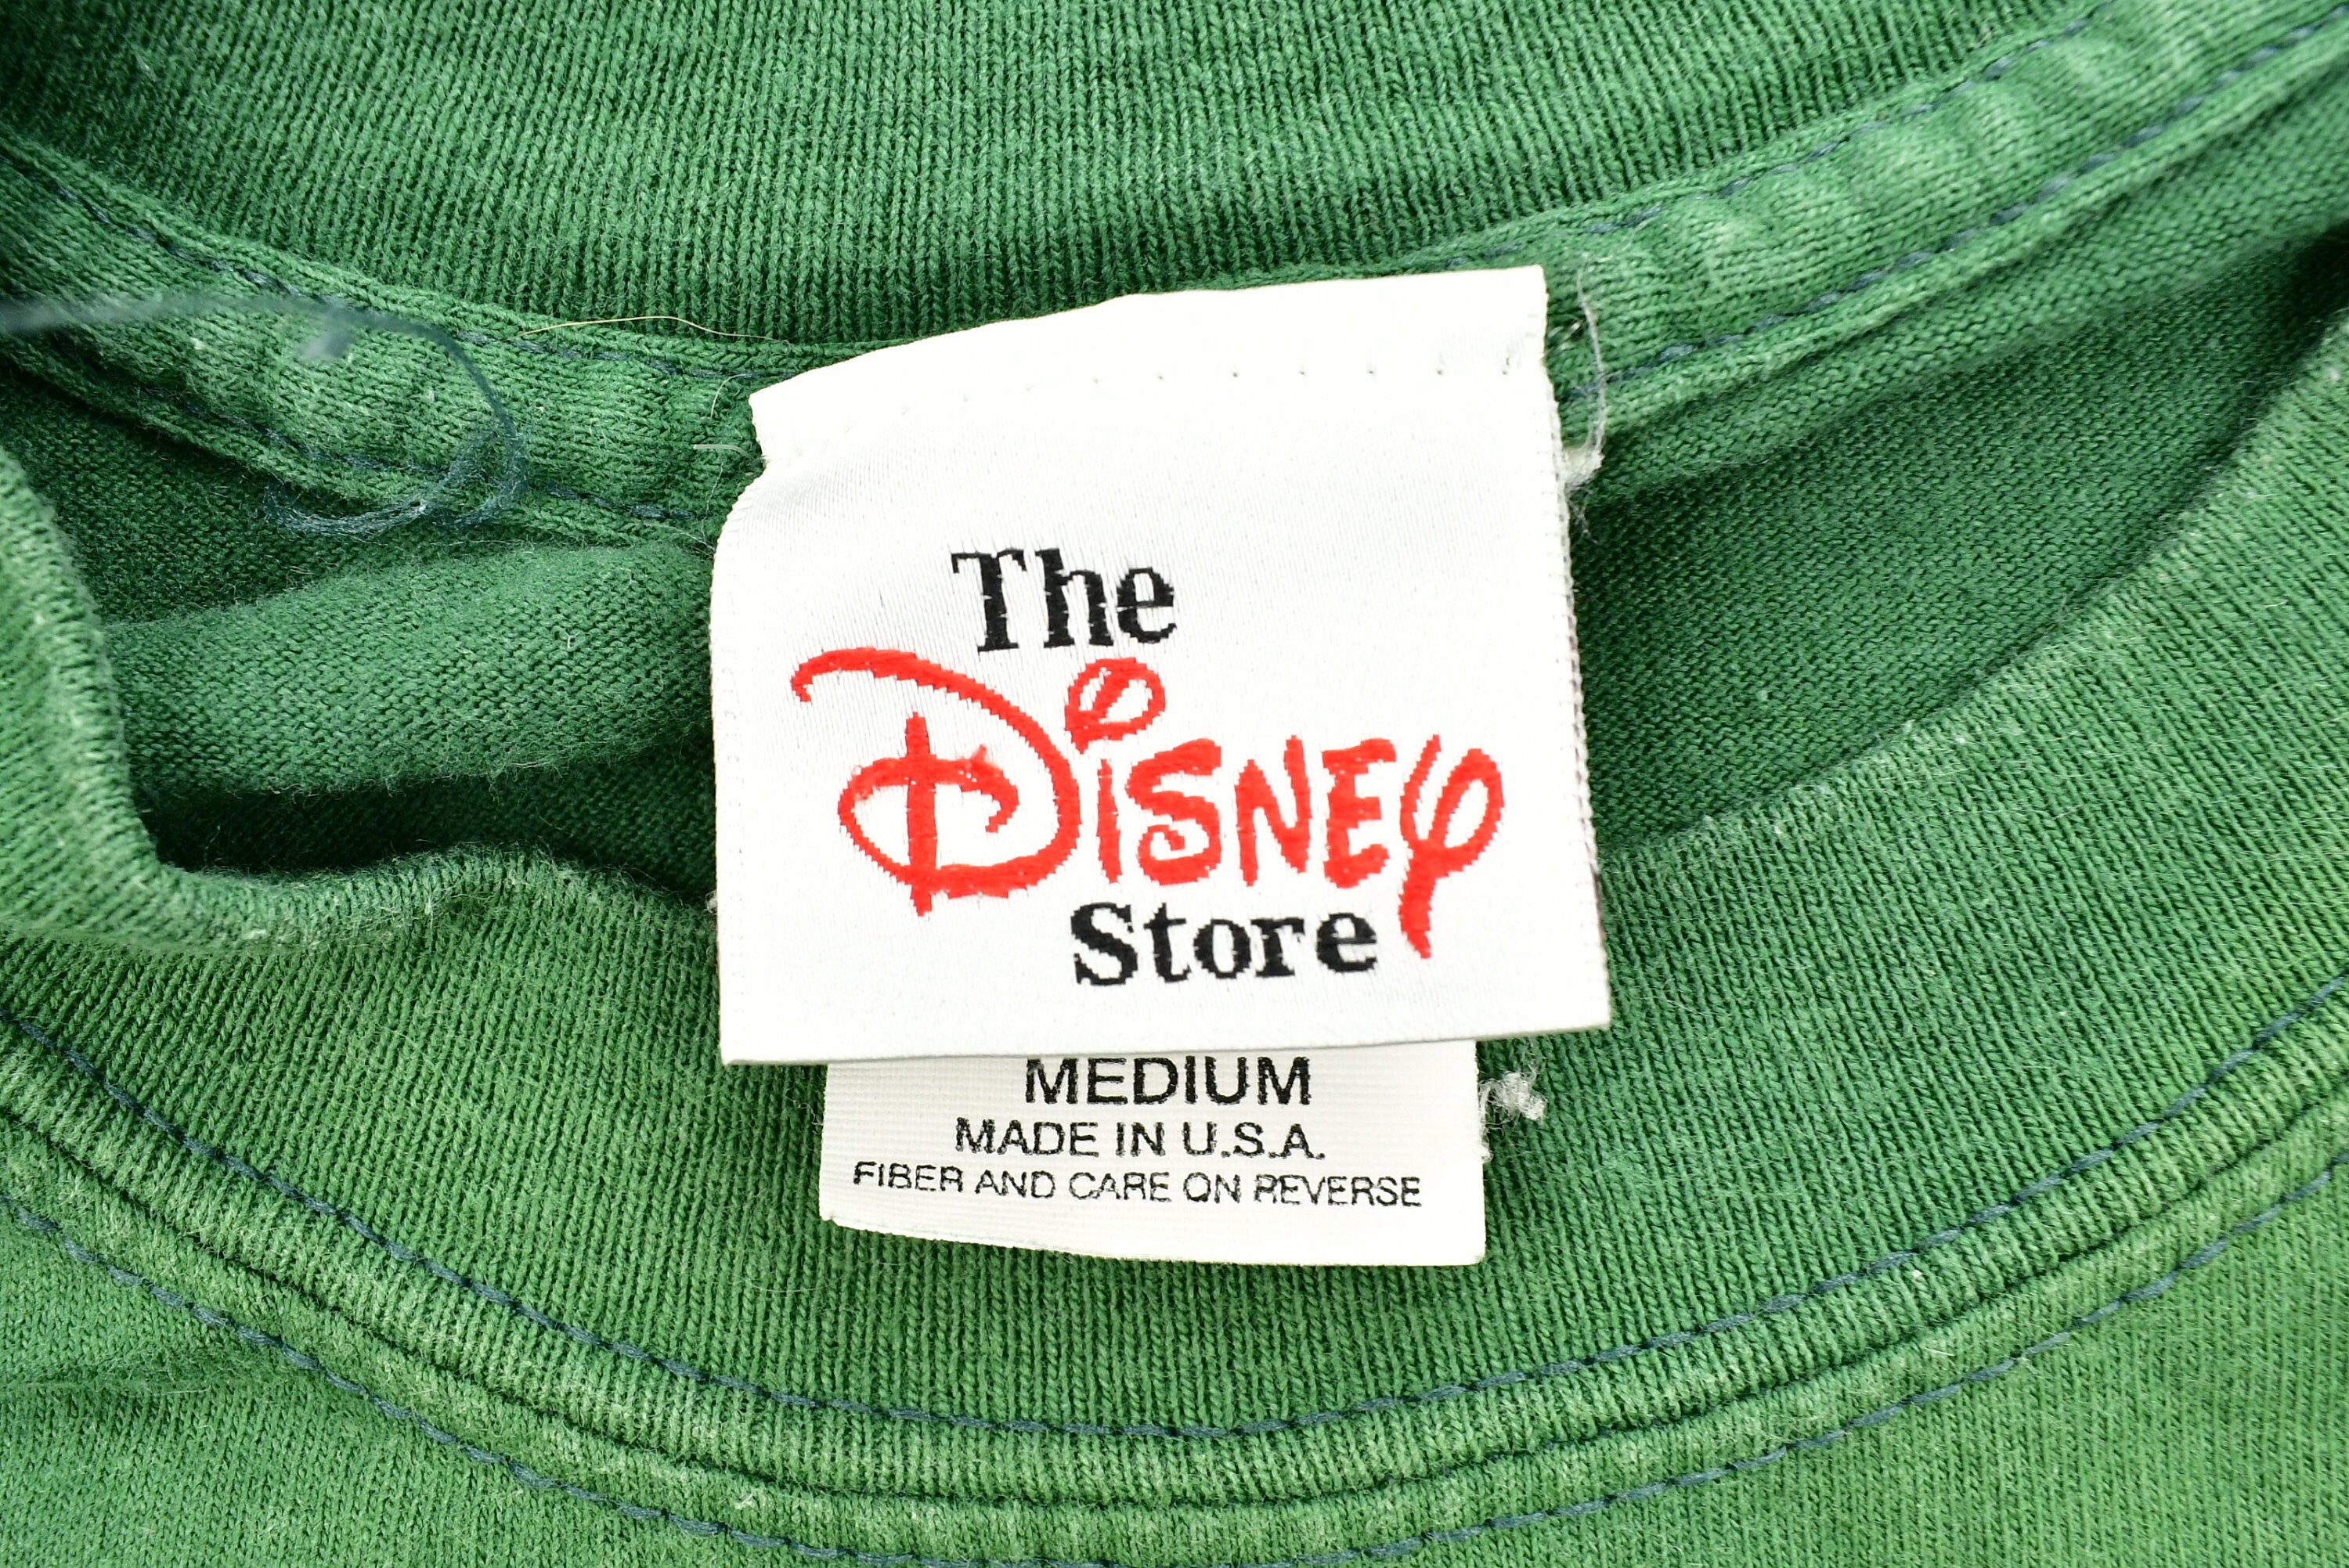 The
Disney
Store
MEDIUM
MADE IN U.S.A.
FIBER AND CARE ON REVERSE